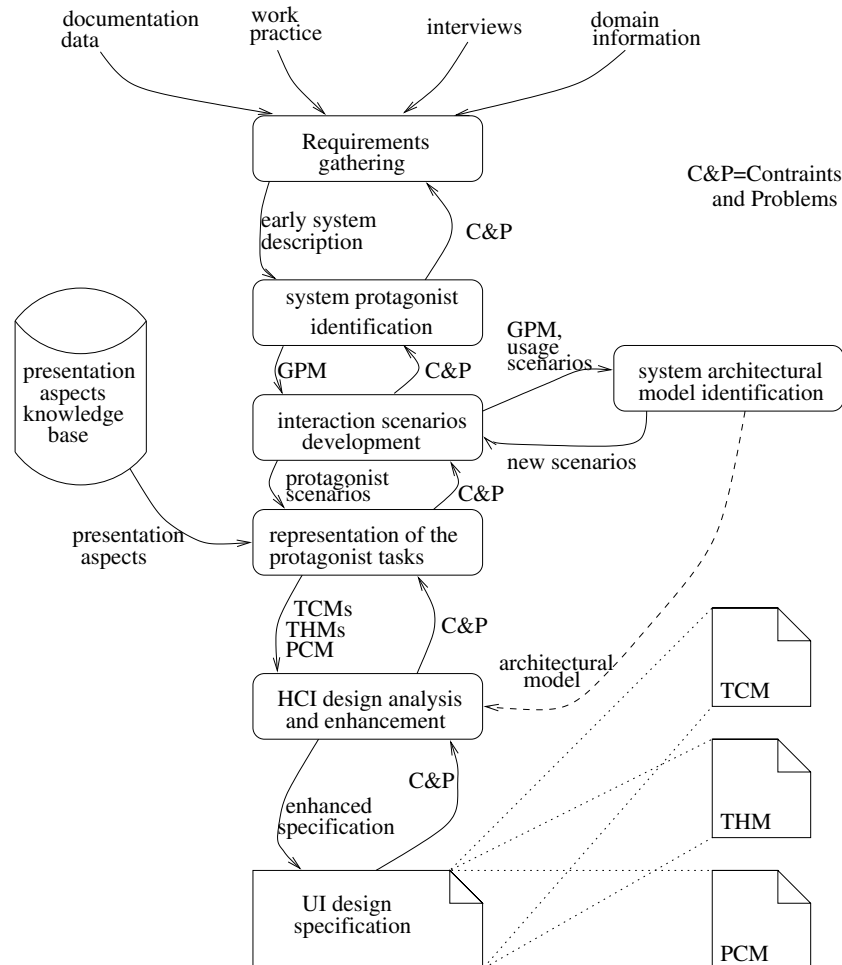 documentation
data
work
practice
interviews
domain
information
Requirements
gathering
C&P=Contraints
and Problems
early system
description
C&P
system protagonist
identification
GPM
C&P
GPM,
usage
scenarios
system architectural
model identification
presentation
aspects
knowledge
base
interaction scenarios
development
new scenarios
protagonist
scenarios
C&P
presentation
aspects
representation of the
protagonist tasks
TCMs
THMs
PCM
C&P
architectural
model
TCM
HCI design analysis
and enhancement
C&P
enhanced
specification
THM
UI design
specification
PCM